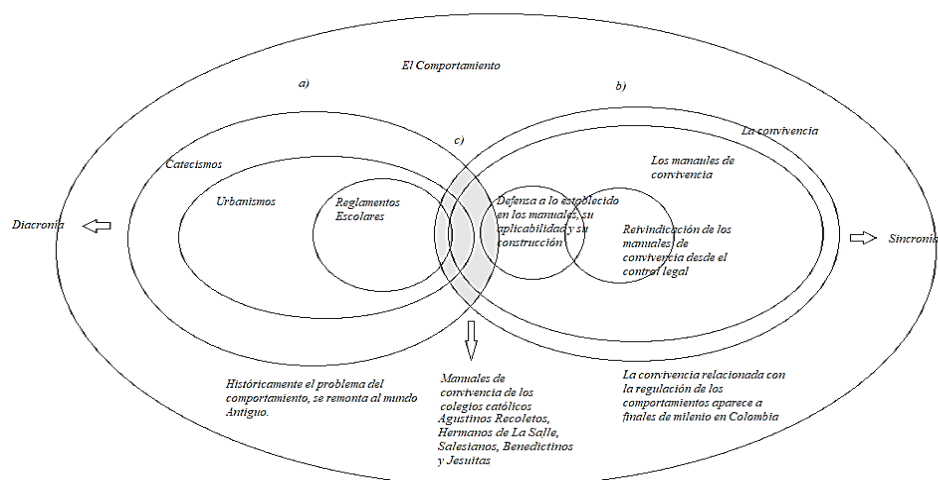 El Comportamiento
a)
b)
c)
La convivencia
Catecismos
Los manaules de
convivencia
Urbanismos
Reglamentos
Escolares
Defensa a lo establecido
en los manuales, su
aplicabilidad y su
construcción
Reivindicación de los
manuales de
convivencia desde el
control legal
Diacronía
Sincronía
Históricamente el problema del
comportamiento, se remonta al mundo
Antiguo.
Manuales de
convivencia de los
colegios católicos
Agustinos Recoletos,
Hermanos de La Salle,
Salesianos, Benedictinos
y Jesuitas
La convivencia relacionada con
la regulación de los
comportamientos aparece a
finales de milenio en Colombia